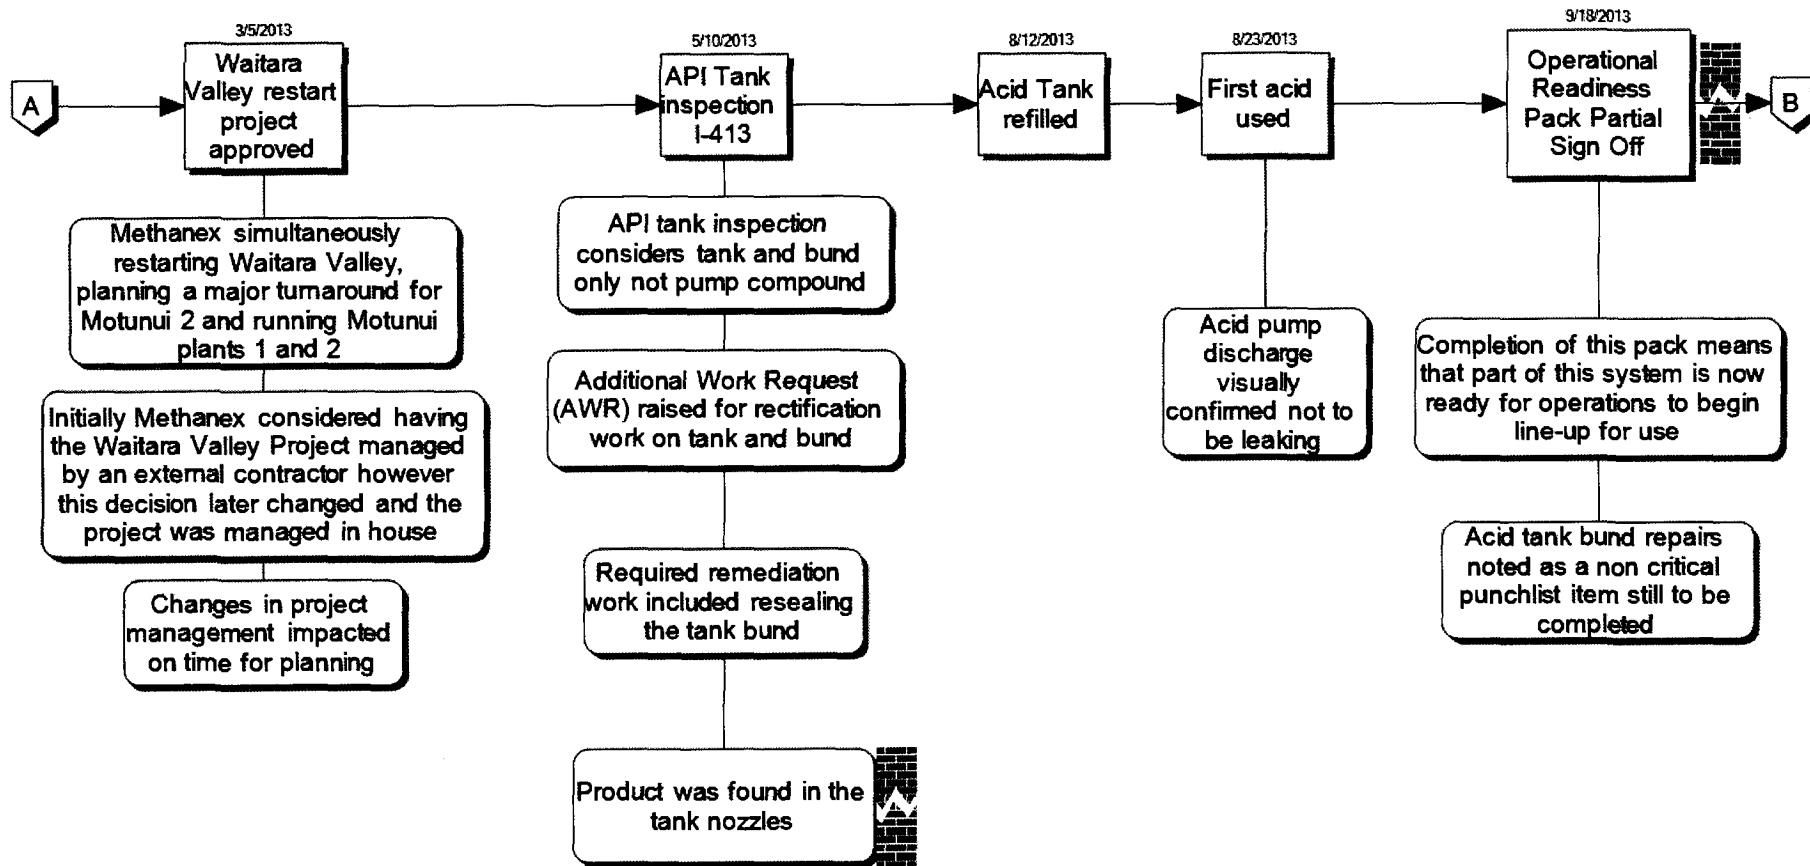 A
3/5/2013
Waitara
Valley restart
project
approved
Methanex simultaneously
restarting Waitara Valley,
planning a major turnaround for
Motunui 2 and running Motunui
plants 1 and 2
Initially Methanex considered having
the Waitara Valley Project managed
by an external contractor however
this decision later changed and the
project was managed in house
Changes in project
management impacted
on time for planning
5/10/2013
API Tank
inspection
I-413
API tank inspection
considers tank and bund
only not pump compound
Additional Work Request
(AWR) raised for rectification
work on tank and bund
Required remediation
work included resealing
the tank bund
Product was found in the
tank nozzles
8/12/2013
Acid Tank
refilled
8/23/2013
First acid
used
Acid pump
discharge
visually
confirmed not to
be leaking
9/18/2013
Operational
Readiness
Pack Partial
Sign Off
Completion of this pack means
that part of this system is now
ready for operations to begin
line-up for use
Acid tank bund repairs
noted as a non critical
punchlist item still to be
completed
B